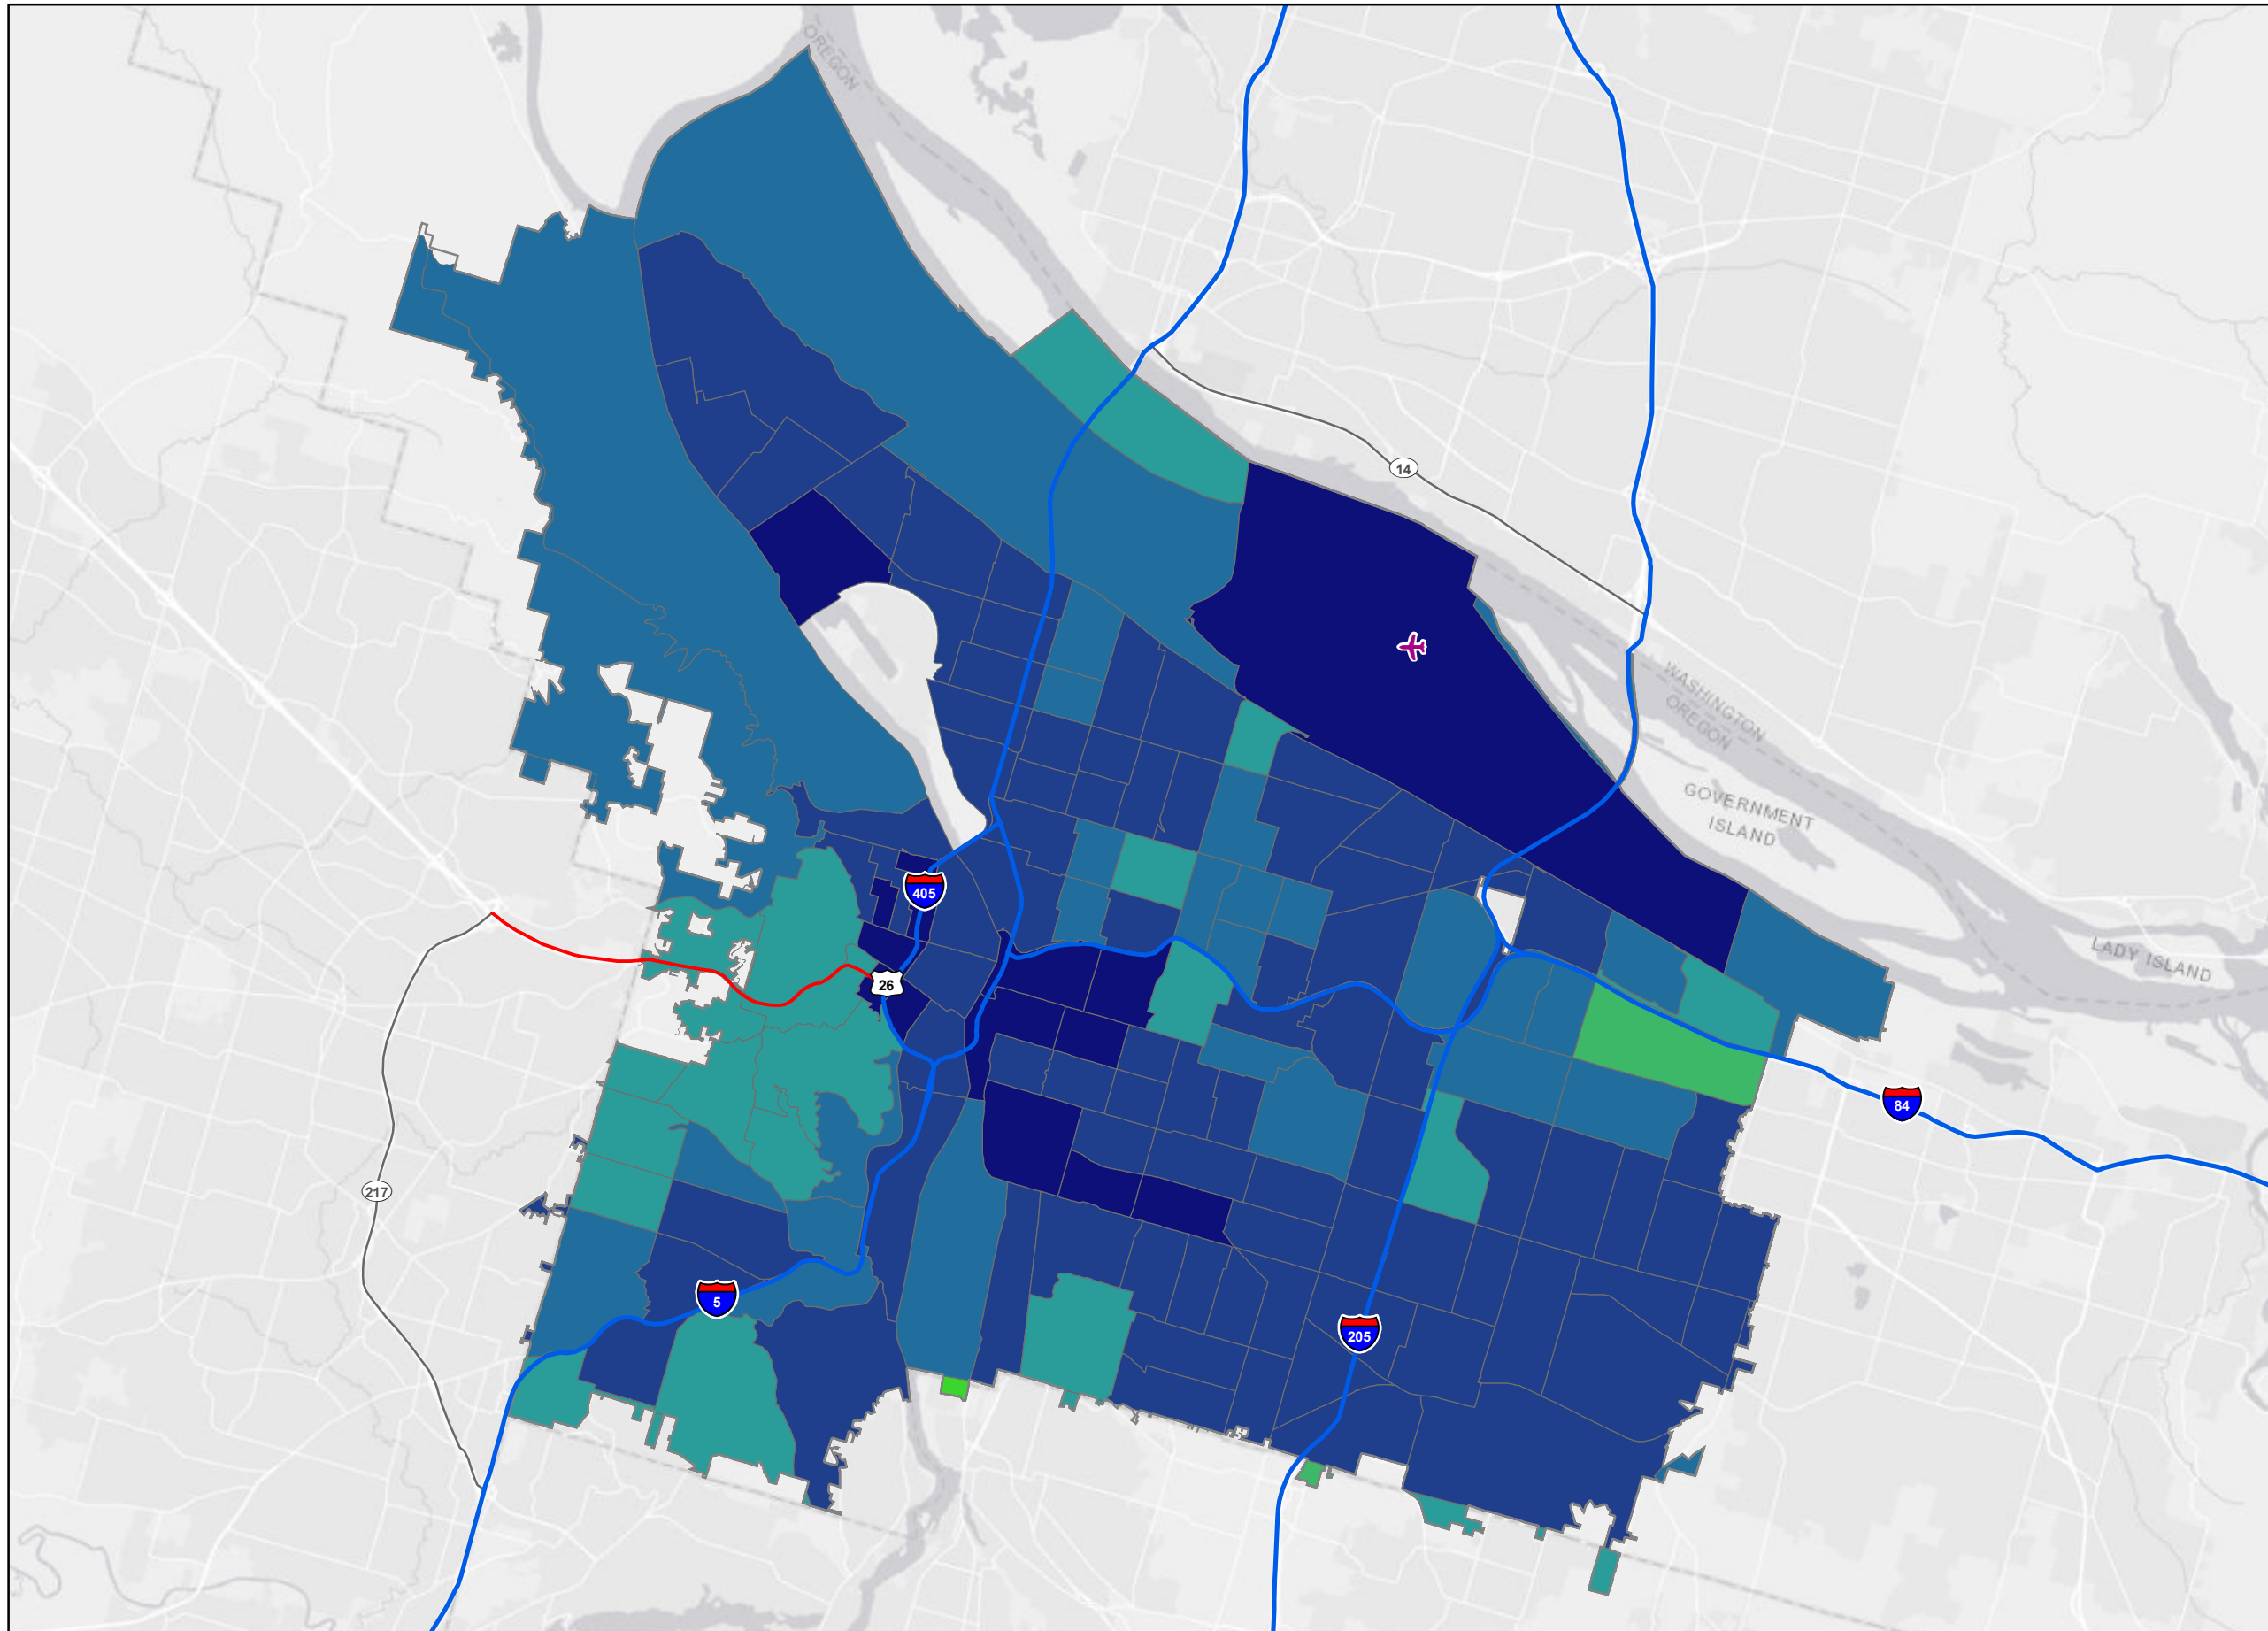 OREGON
14
WASHINGTON
OREGON
GOVERNMENT
ISLAND
405
LADY ISLAND
26
84
217
5
205